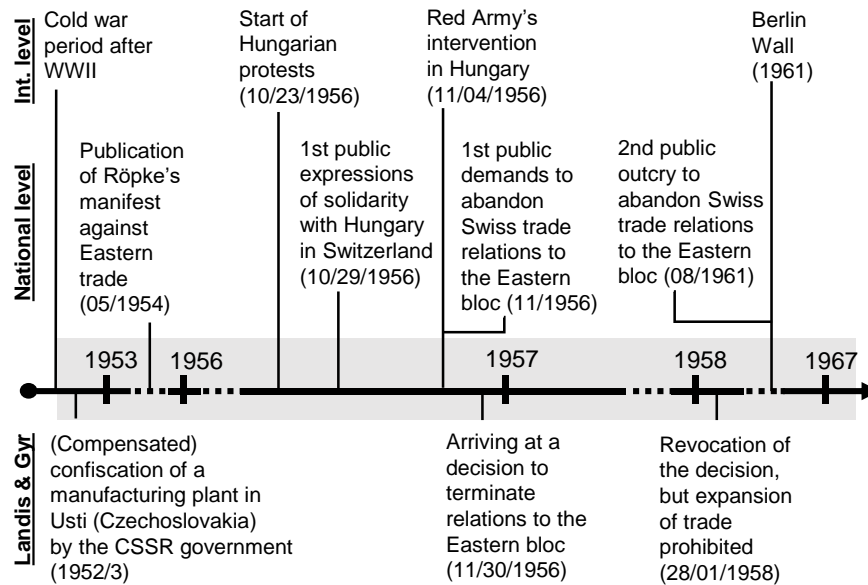 Int. level
Cold war
period after
WWII
Start of
Hungarian
protests
(10/23/1956)
Red Army's
intervention
in Hungary
(11/04/1956)
Berlin
Wall
(1961)
National level
Publication
of Röpke's
manifest
against
Eastern
trade
(05/1954)
1st public
expressions
of solidarity
with Hungary
in Switzerland
(10/29/1956)
1st public
demands to
abandon
Swiss trade
relations to
the Eastern
bloc (11/1956)
2nd public
outcry to
abandon Swiss
trade relations
to the Eastern
bloc (08/1961)
1953
1956
1957
1958
1967
Landis & Gyr
(Compensated)
confiscation of a
manufacturing plant in
Usti (Czechoslovakia)
by the CSSR government
(1952/3)
Arriving at a
decision to
terminate
relations to the
Eastern bloc
(11/30/1956)
Revocation of
the decision,
but expansion
of trade
prohibited
(28/01/1958)